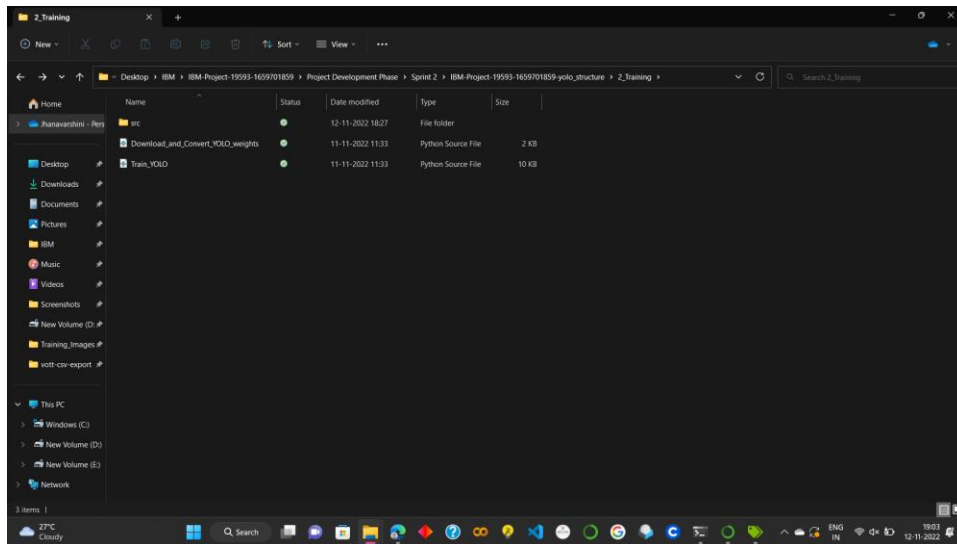 2_Training
New
Sort
View
Desktop > IBM > IBM-Project-19593-1659701859 > Project Development Phase > Sprint 2 > IBM-Project-19593-1659701859-yolo_structure > 2_Training >
Search 2_Training
Name Status Date modified Type Size
src 12-11-2022 18:27 File folder
Download_and_Convert_YOLO_weights 11-11-2022 11:33 Python Source File 2 KB
Train_YOLO 11-11-2022 11:33 Python Source File 10 KB
Home
Jhanavarshini - Pers
Desktop
Downloads
Documents
Pictures
IBM
Music
Videos
Screenshots
New Volume (D:
Training_Images
vott-csv-export
This PC
Windows (C:)
New Volume (D:)
New Volume (E:)
Network
3 items
27°C
Cloudy
Search
ENG
IN
19:03
12-11-2022